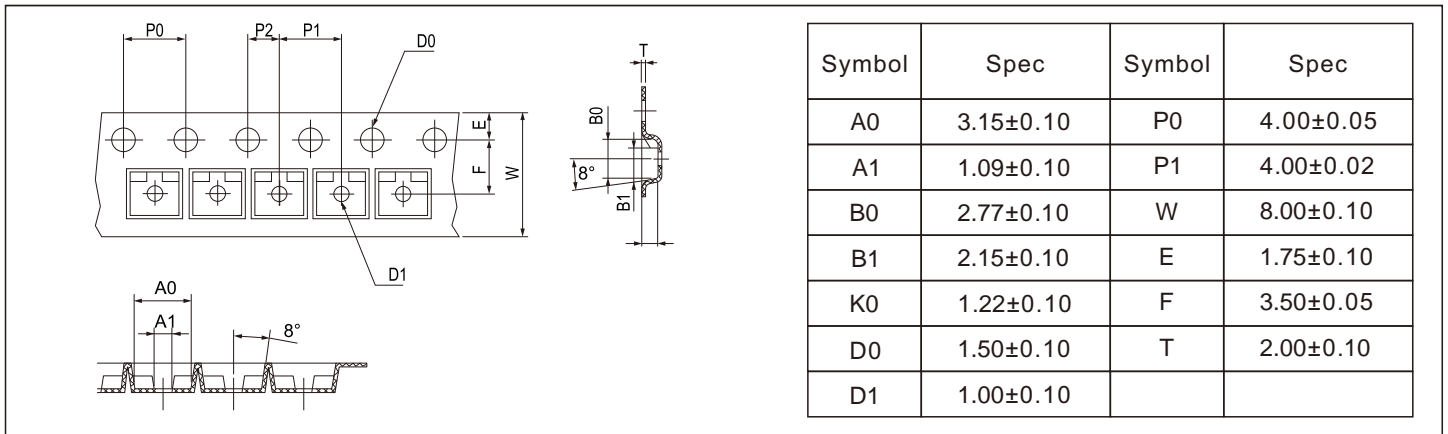 P0 P2 P1 D0
E
F
W
D1
A0
A1
8°
T
B0
8°
B1
Symbol Spec Symbol Spec
A0 3.15±0.10 P0 4.00±0.05
A1 1.09±0.10 P1 4.00±0.02
B0 2.77±0.10 W 8.00±0.10
B1 2.15±0.10 E 1.75±0.10
K0 1.22±0.10 F 3.50±0.05
D0 1.50±0.10 T 2.00±0.10
D1 1.00±0.10